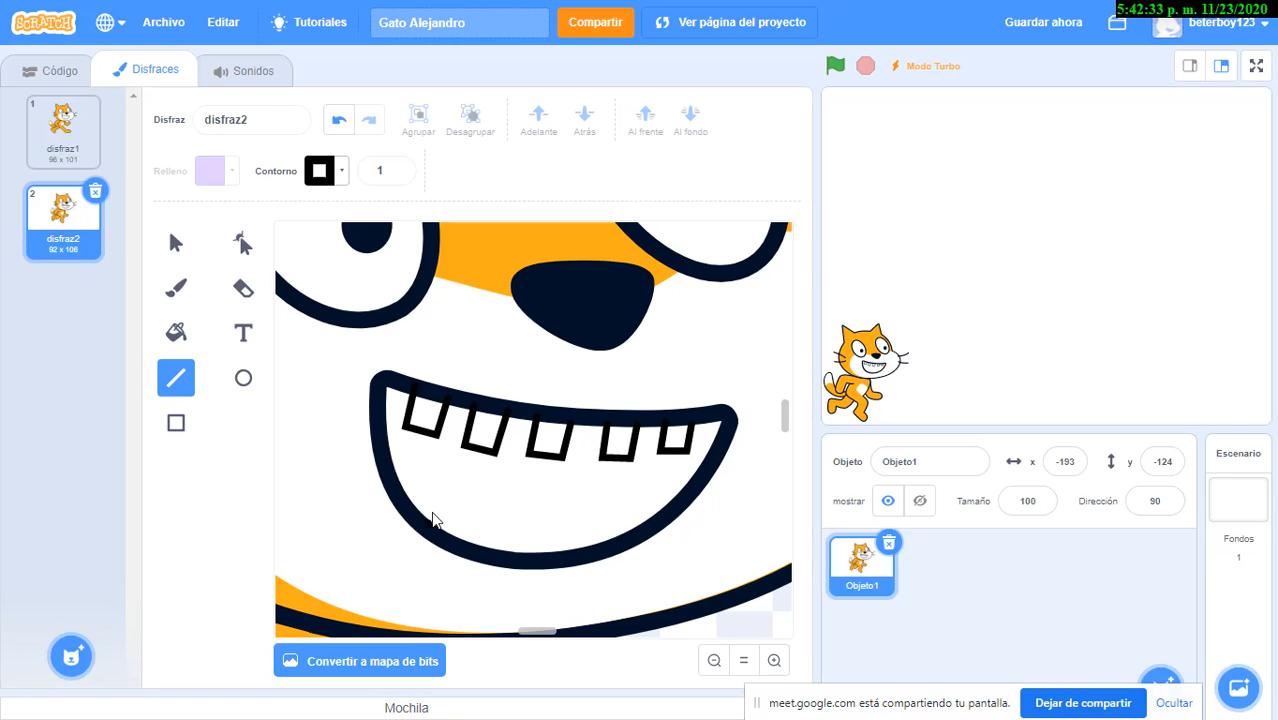 5:42:33 p. m. 11/23/2020
SCRATCH
Archivo
Editar
Tutoriales
Gato Alejandro
Compartir
Ver página del proyecto
Guardar ahora
beterboy123
Código
Disfraces
Sonidos
Modo Turbo
1
disfraz1
96 x 101
2
disfraz2
92 x 106
Disfraz
disfraz2
Agrupar
Desagrupar
Adelante
Atrás
Al frente
Al fondo
Relleno
Contorno
1
Convertir a mapa de bits
Objeto
Objeto1
x
-193
y
-124
mostrar
Tamaño
100
Dirección
90
Objeto1
Escenario
Fondos
1
Mochila
meet.google.com está compartiendo tu pantalla.
Dejar de compartir
Ocultar